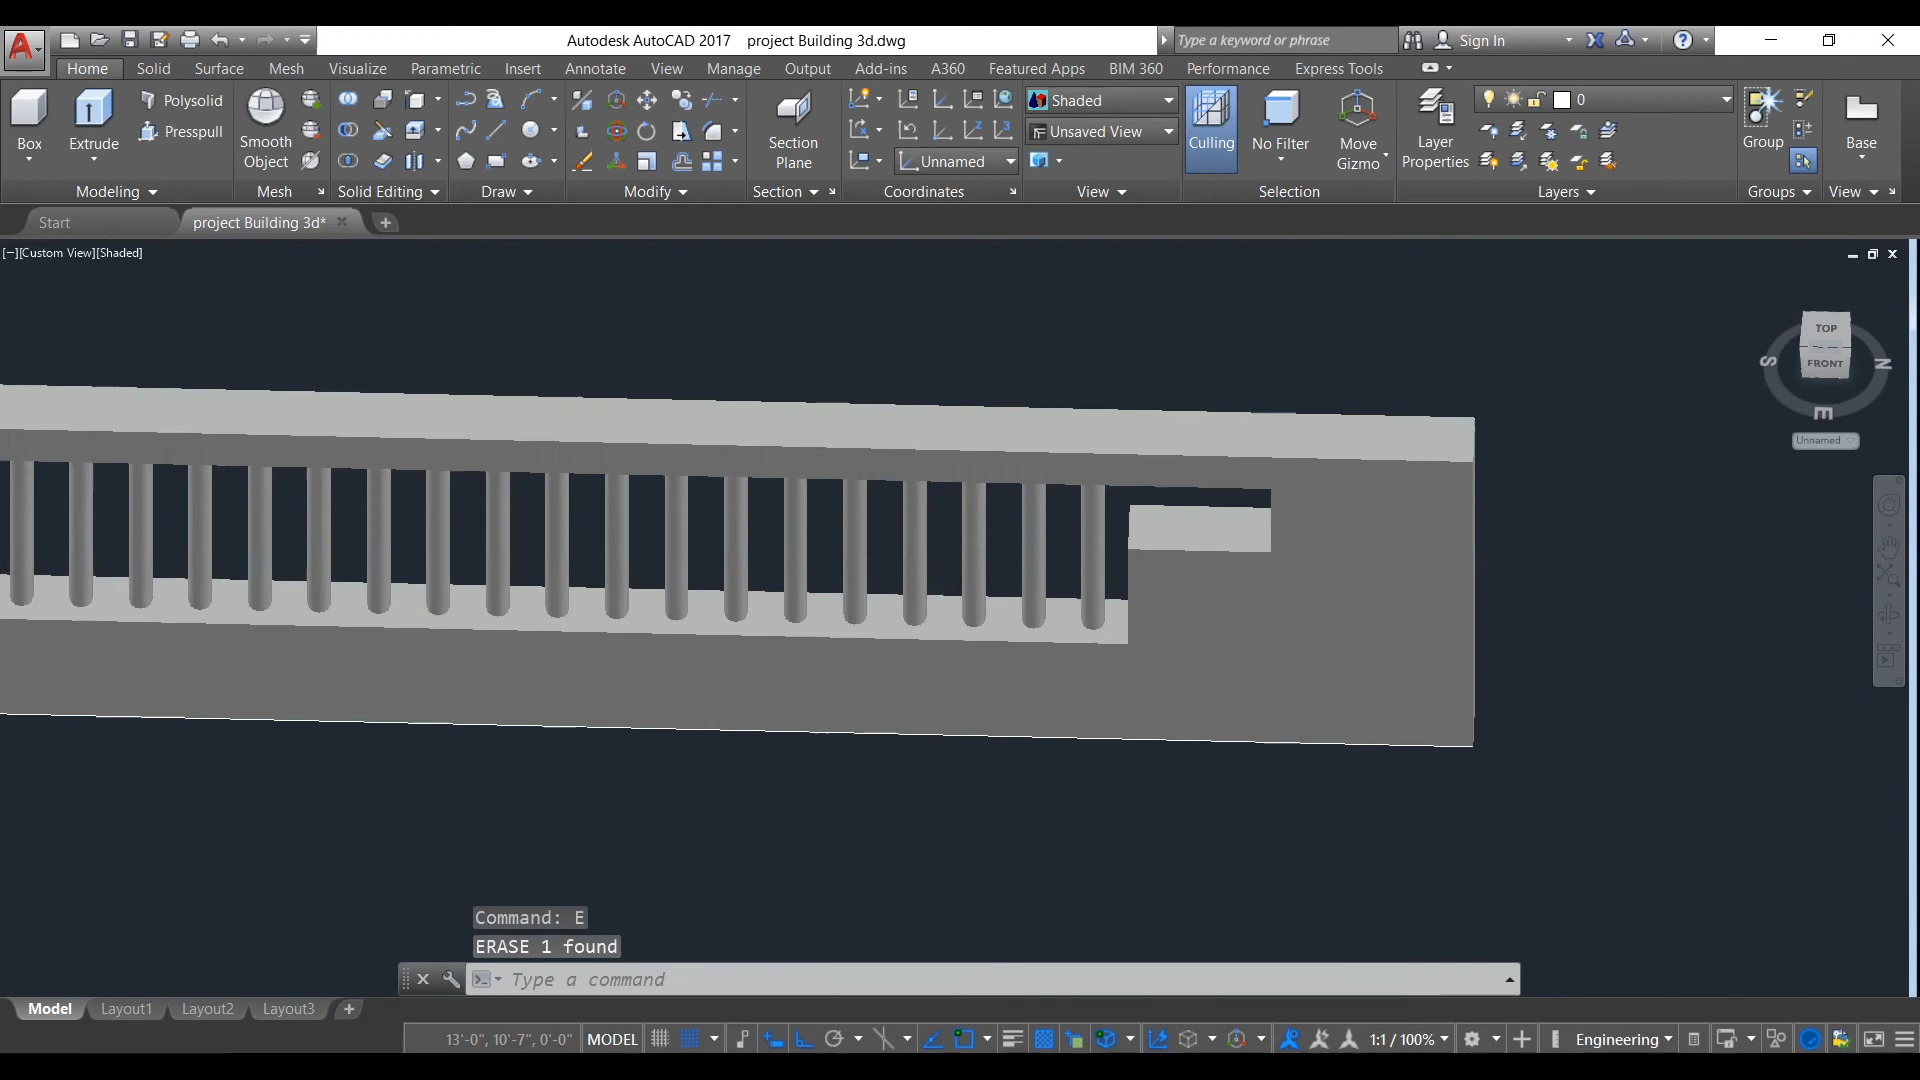 Autodesk AutoCAD 2017 project Building 3d.dwg
Type a keyword or phrase
Sign In
Home Solid Surface Mesh Visualize Parametric Insert Annotate View Manage Output Add-ins A360 Featured Apps BIM 360 Performance Express Tools
Box
Extrude
Polysolid
Presspull
Smooth
Object
Section
Plane
Unnamed
Shaded
Unsaved View
Culling
No Filter
Move
Gizmo
Layer
Properties
0
Group
Base
Modeling Mesh Solid Editing Draw Modify Section Coordinates View Selection Layers Groups View
Start project Building 3d*
[−][Custom View][Shaded]
TOP
FRONT
S
N
E
Unnamed
Command: E
ERASE 1 found
Type a command
Model Layout1 Layout2 Layout3
13'-0", 10'-7", 0'-0" MODEL 1:1 / 100% Engineering